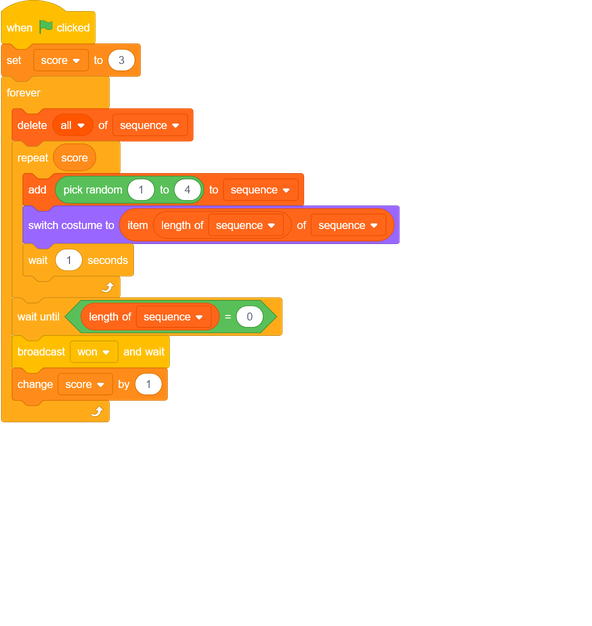 when clicked
set score to 3
forever
delete all of sequence
repeat score
add pick random 1 to 4 to sequence
switch costume to item length of sequence of sequence
wait 1 seconds
wait until length of sequence = 0
broadcast won and wait
change score by 1